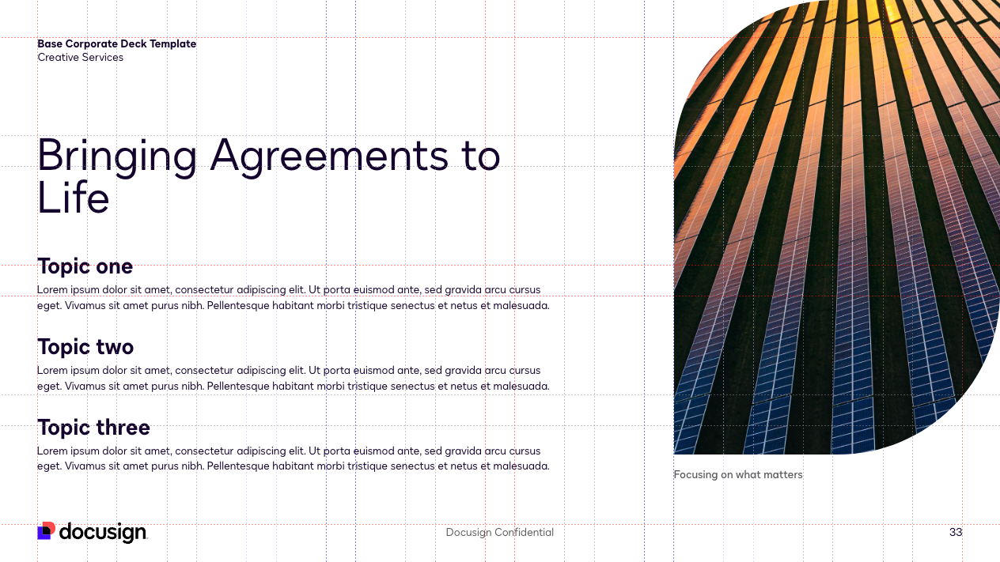 Base Corporate Deck Template
Creative Services
Bringing Agreements to
Life
Topic one
Lorem ipsum dolor sit amet, consectetur adipiscing elit. Ut porta euismod ante, sed gravida arcu cursus
eget. Vivamus sit amet purus nibh. Pellentesque habitant morbi tristique senectus et netus et malesuada.
Topic two
Lorem ipsum dolor sit amet, consectetur adipiscing elit. Ut porta euismod ante, sed gravida arcu cursus
eget. Vivamus sit amet purus nibh. Pellentesque habitant morbi tristique senectus et netus et malesuada.
Topic three
Lorem ipsum dolor sit amet, consectetur adipiscing elit. Ut porta euismod ante, sed gravida arcu cursus
eget. Vivamus sit amet purus nibh. Pellentesque habitant morbi tristique senectus et netus et malesuada.
Focusing on what matters
docusign
Docusign Confidential
33